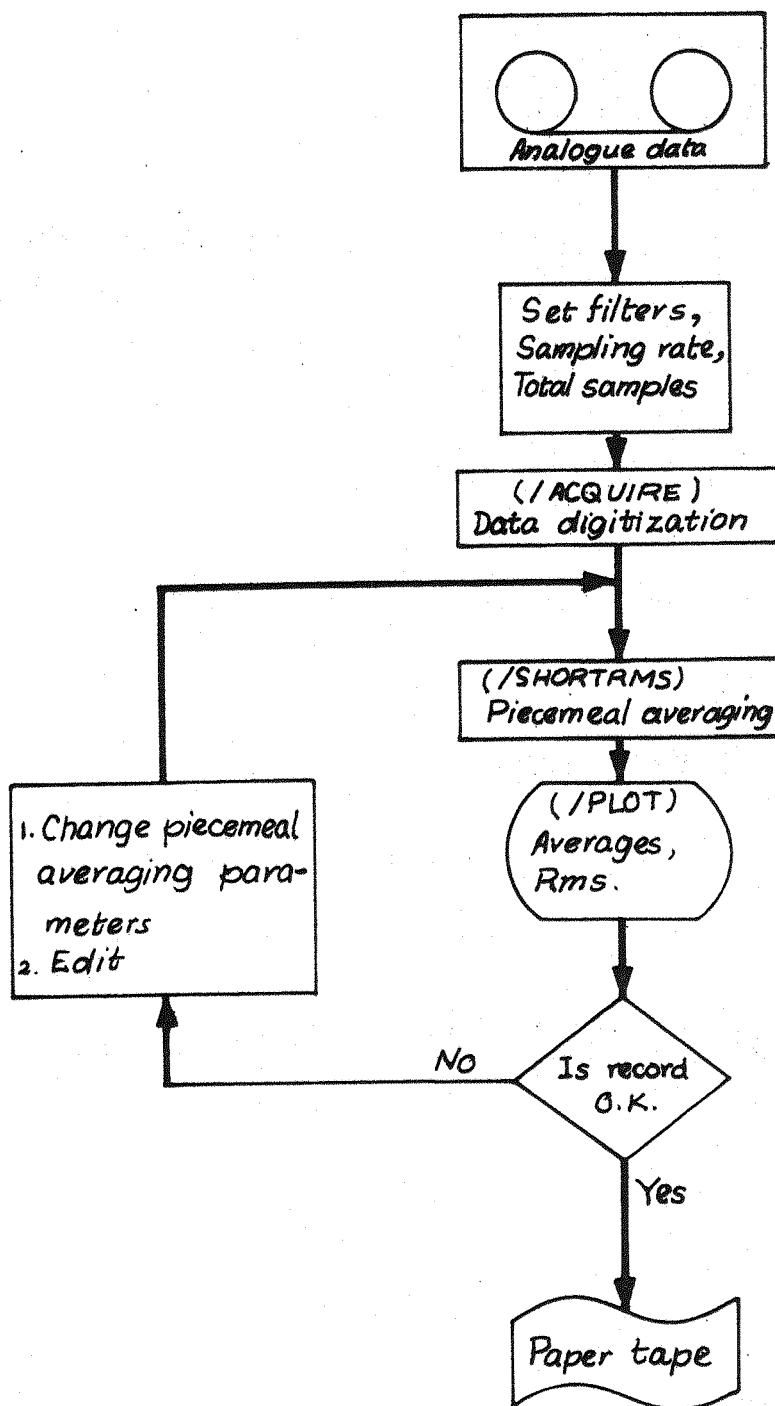 Analogue data
Set filters,
Sampling rate,
Total samples
(/ACQUIRE)
Data digitization
(/SHORTRMS)
Piecemeal averaging
(/PLOT)
Averages,
Rms.
1. Change piecemeal
averaging para-
meters
2. Edit
No
Is record
O.K.
Yes
Paper tape